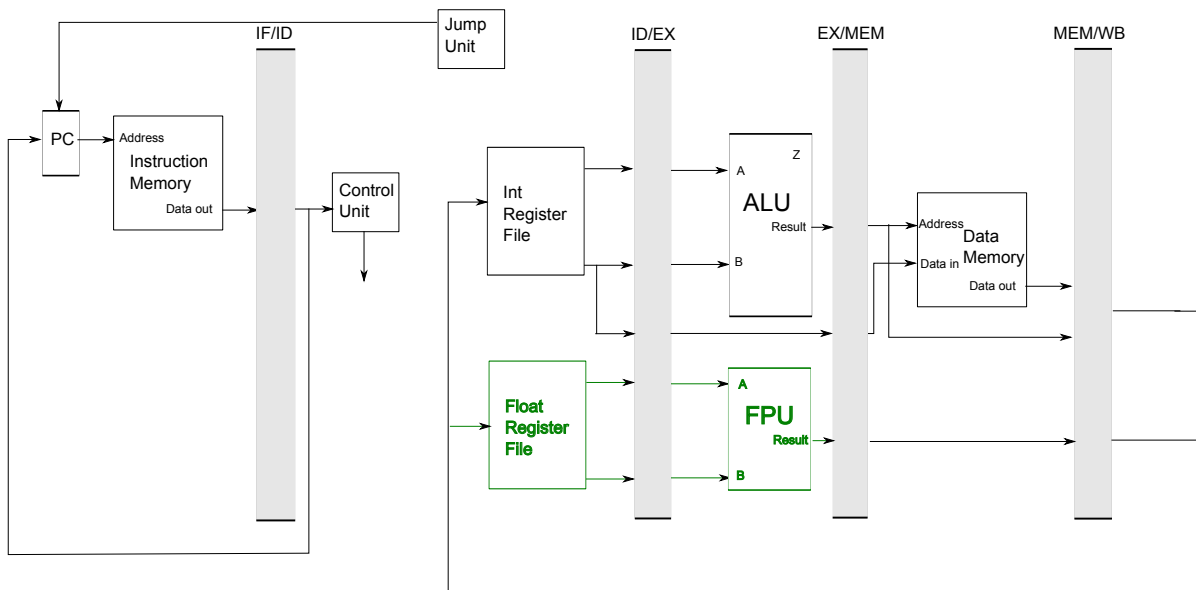 Jump
Unit
IF/ID
ID/EX
EX/MEM
MEM/WB
PC
Address
Instruction
Memory
Data out
Control
Unit
Int
Register
File
A
Z
ALU
Result
B
Address
Data
Memory
Data in
Data out
Float
Register
File
A
FPU
Result
B